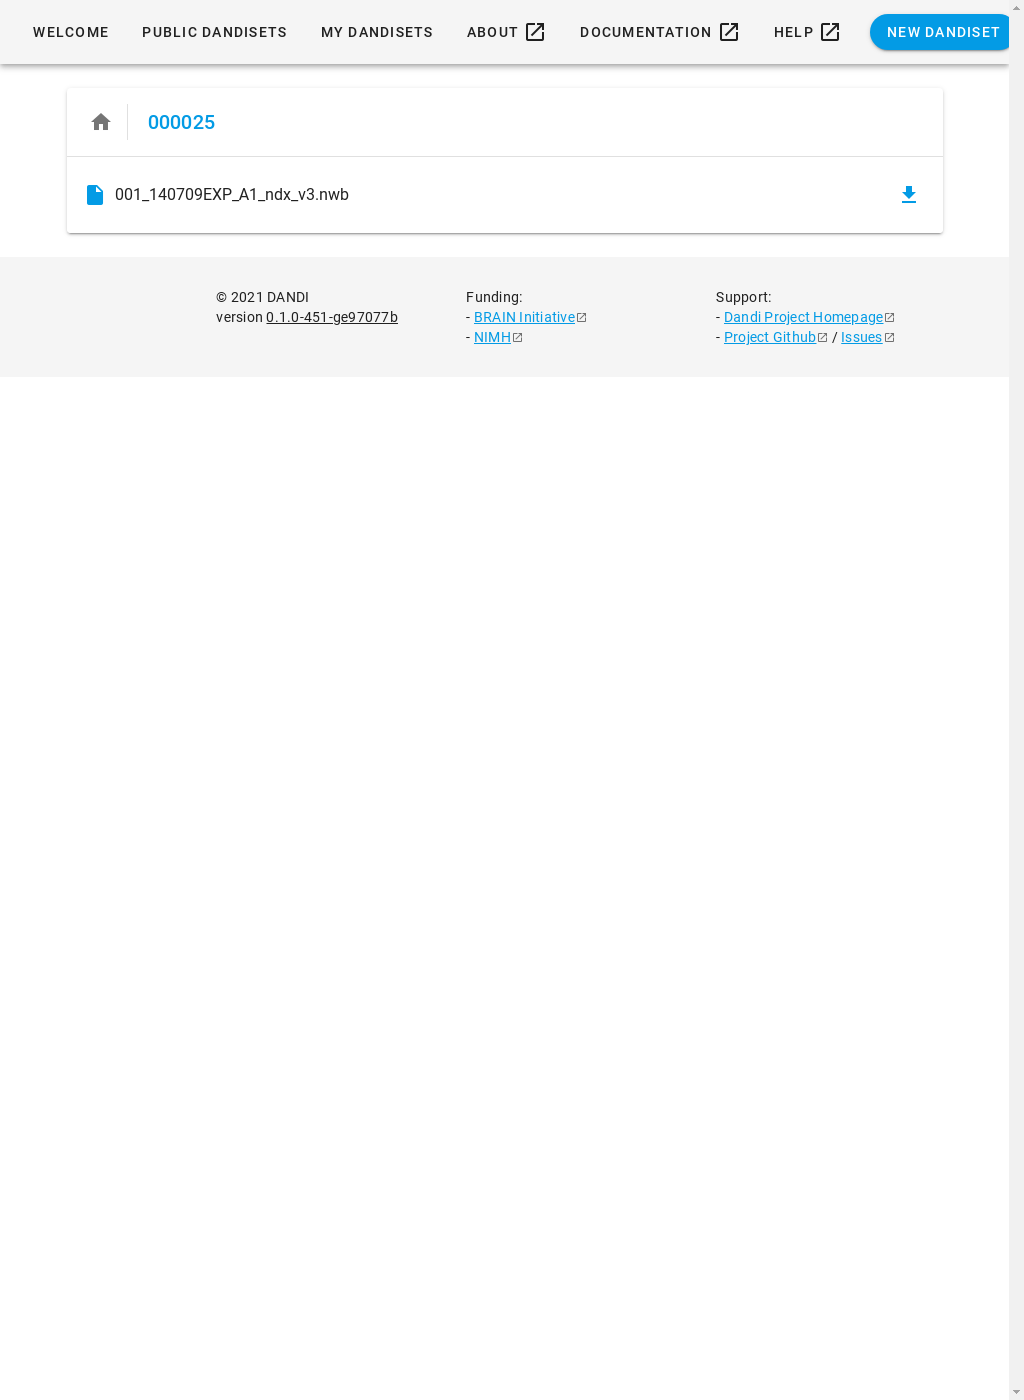 WELCOME PUBLIC DANDISETS MY DANDISETS ABOUT DOCUMENTATION HELP NEW DANDISET
000025
001_140709EXP_A1_ndx_v3.nwb
© 2021 DANDI
version 0.1.0-451-ge97077b
Funding:
- BRAIN Initiative
- NIMH
Support:
- Dandi Project Homepage
- Project Github / Issues